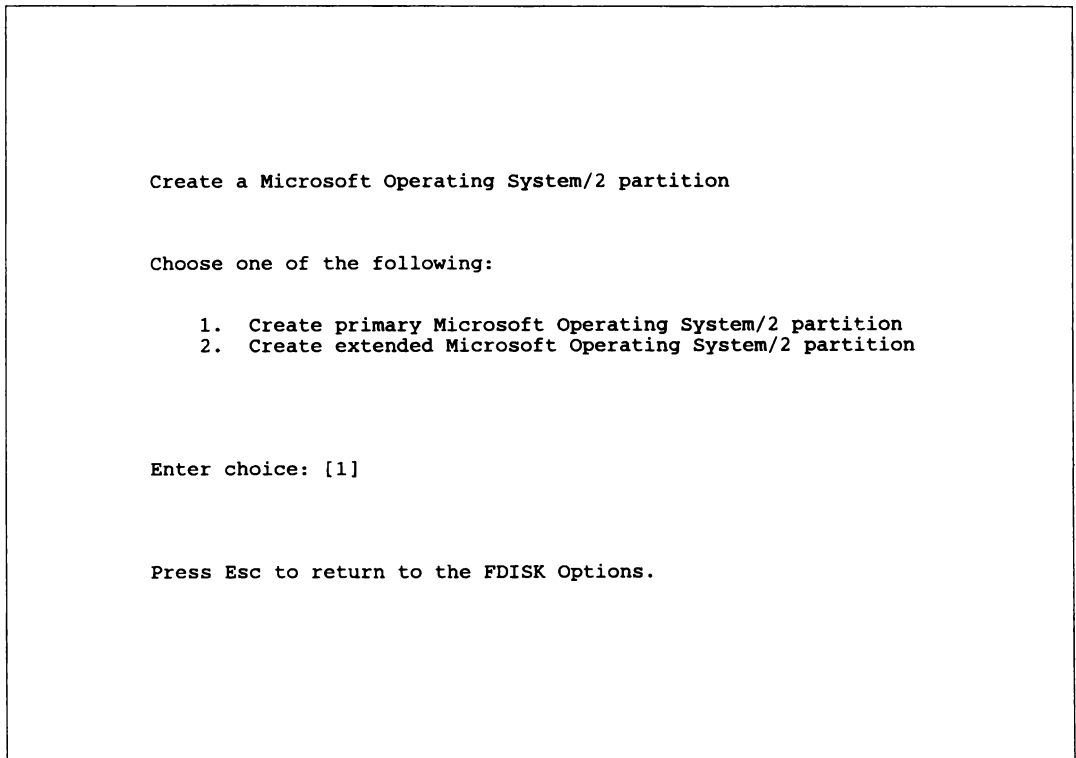 Create a Microsoft Operating System/2 partition
Choose one of the following:
1. Create primary Microsoft Operating System/2 partition
2. Create extended Microsoft Operating System/2 partition
Enter choice: [1]
Press Esc to return to the FDISK Options.